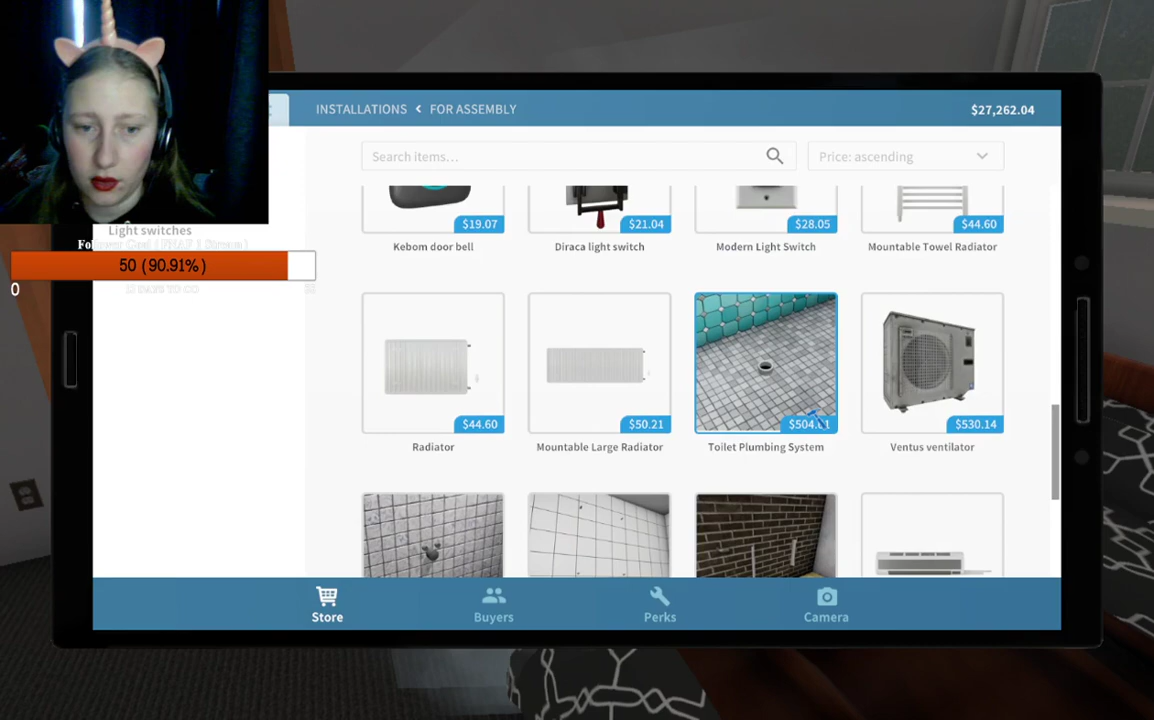 INSTALLATIONS < FOR ASSEMBLY
$27,262.04
Search items...
Price: ascending
$19.07
$21.04
$28.05
$44.60
Kebom door bell
Diraca light switch
Modern Light Switch
Mountable Towel Radiator
Light switches
50 (90.91%)
0
$44.60
$50.21
$530.14
Radiator
Mountable Large Radiator
Toilet Plumbing System
Ventus ventilator
Store
Buyers
Perks
Camera